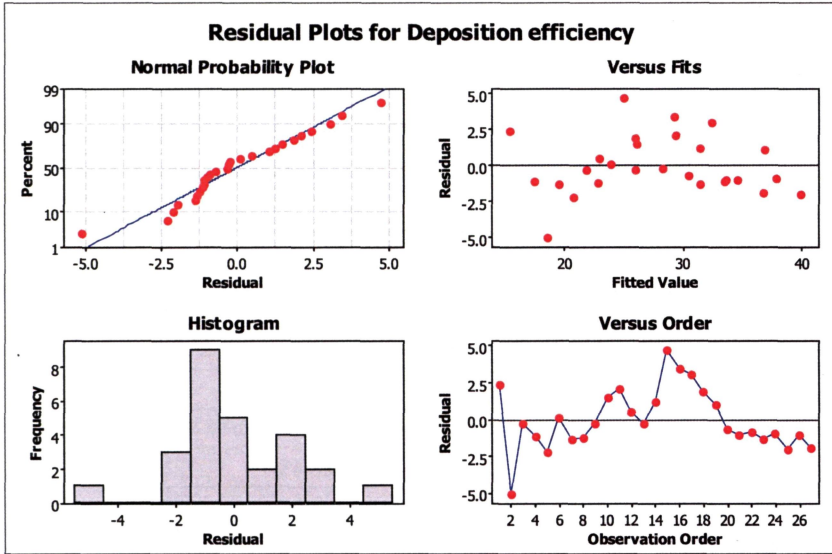 Residual Plots for Deposition efficiency
Normal Probability Plot
99
90
50
10
1
Percent
-5.0 -2.5 0.0 2.5 5.0
Residual
Versus Fits
5.0
2.5
0.0
-2.5
-5.0
Residual
20 30 40
Fitted Value
Histogram
8
6
4
2
0
Frequency
-4 -2 0 2 4
Residual
Versus Order
5.0
2.5
0.0
-2.5
-5.0
Residual
2 4 6 8 10 12 14 16 18 20 22 24 26
Observation Order